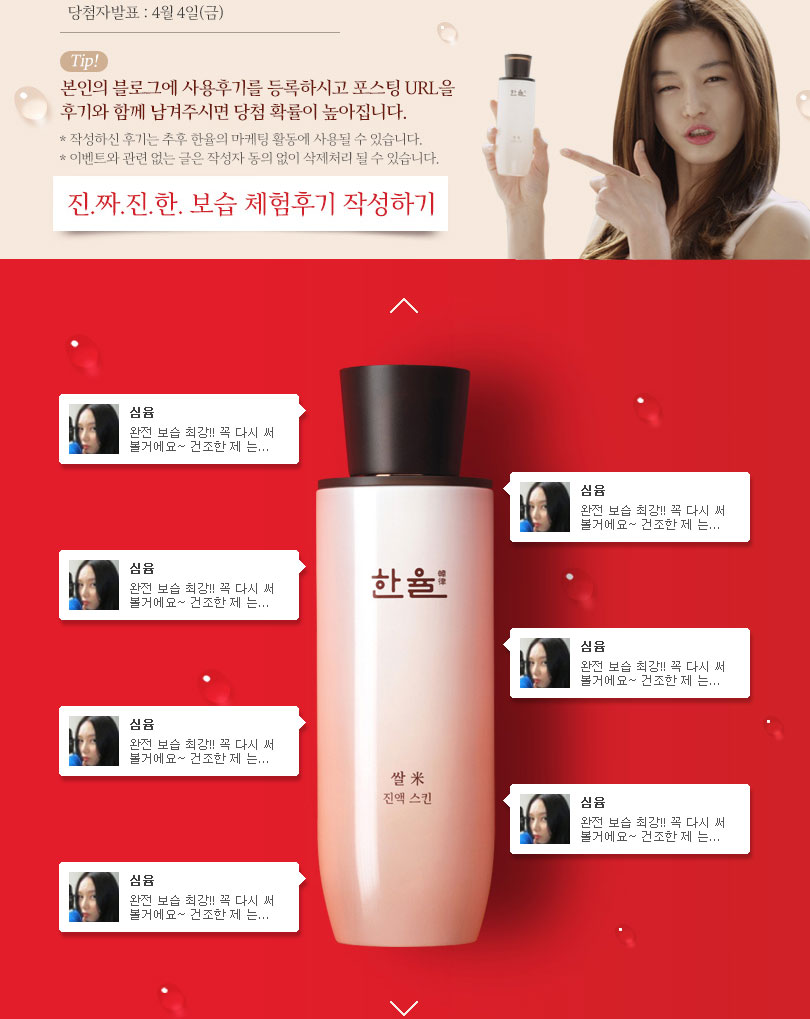 당첨자발표 : 4월 4일(금)
Tip!
본인의 블로그에 사용후기를 등록하시고 포스팅 URL을
후기와 함께 남겨주시면 당첨 확률이 높아집니다.
* 작성하신 후기는 추후 한율의 마케팅 활동에 사용될 수 있습니다.
* 이벤트와 관련 없는 글은 작성자 동의 없이 삭제처리 될 수 있습니다.
진.짜.진.한. 보습 체험후기 작성하기
한율
심융
완전 보습 최강!! 꼭 다시 써
볼거에요~ 건조한 제 는...
심융
완전 보습 최강!! 꼭 다시 써
볼거에요~ 건조한 제 는...
심융
완전 보습 최강!! 꼭 다시 써
볼거에요~ 건조한 제 는...
한율 韓律
심융
완전 보습 최강!! 꼭 다시 써
볼거에요~ 건조한 제 는...
심융
완전 보습 최강!! 꼭 다시 써
볼거에요~ 건조한 제 는...
쌀 米
진액 스킨
심융
완전 보습 최강!! 꼭 다시 써
볼거에요~ 건조한 제 는...
심융
완전 보습 최강!! 꼭 다시 써
볼거에요~ 건조한 제 는...